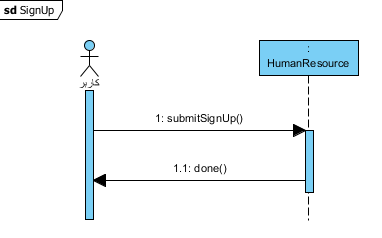 sd SignUp
کاربر
:
HumanResource
1: submitSignUp()
1.1: done()